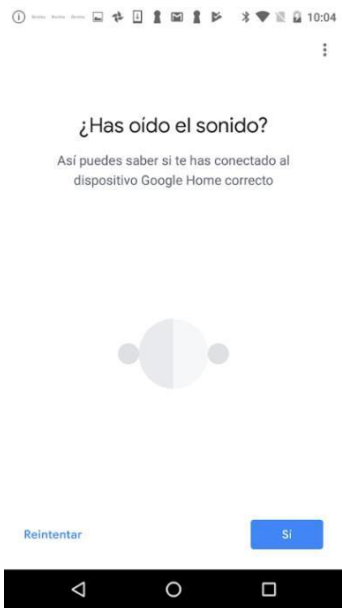 10:04
¿Has oído el sonido?
Así puedes saber si te has conectado al
dispositivo Google Home correcto
Reintentar
Sí